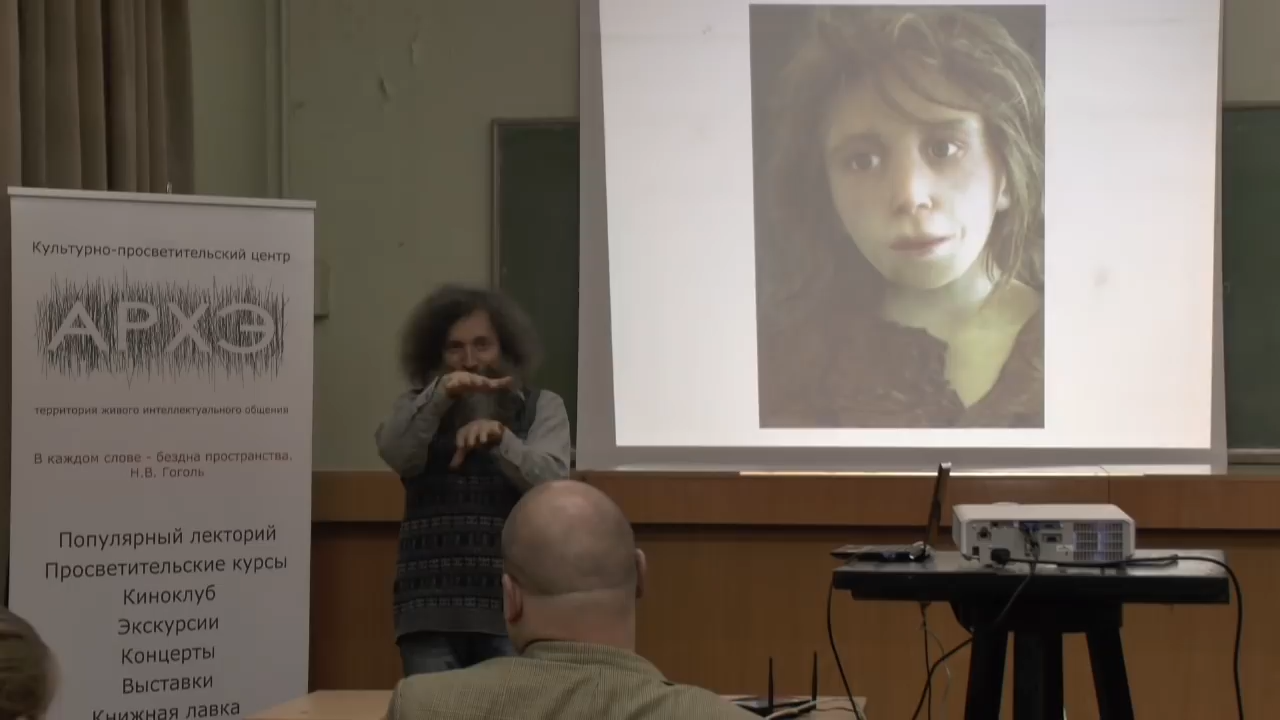 Культурно-просветительский центр
АРХЭ
территория живого интеллектуального общения
В каждом слове - бездна пространства.
Н.В. Гоголь
Популярный лекторий
Просветительские курсы
Киноклуб
Экскурсии
Концерты
Выставки
Книжная лавка